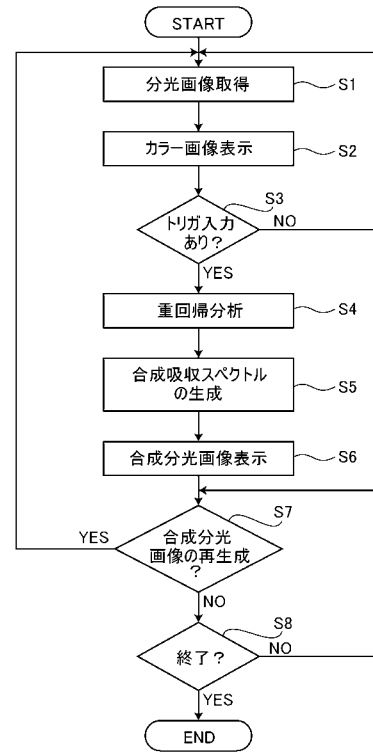 START
分光画像取得
S1
カラー画像表示
S2
S3
トリガ入力
あり?
NO
YES
重回帰分析
S4
合成吸収スペクトル
の生成
S5
合成分光画像表示
S6
S7
YES
合成分光
画像の再生成
?
NO
S8
終了?
NO
YES
END